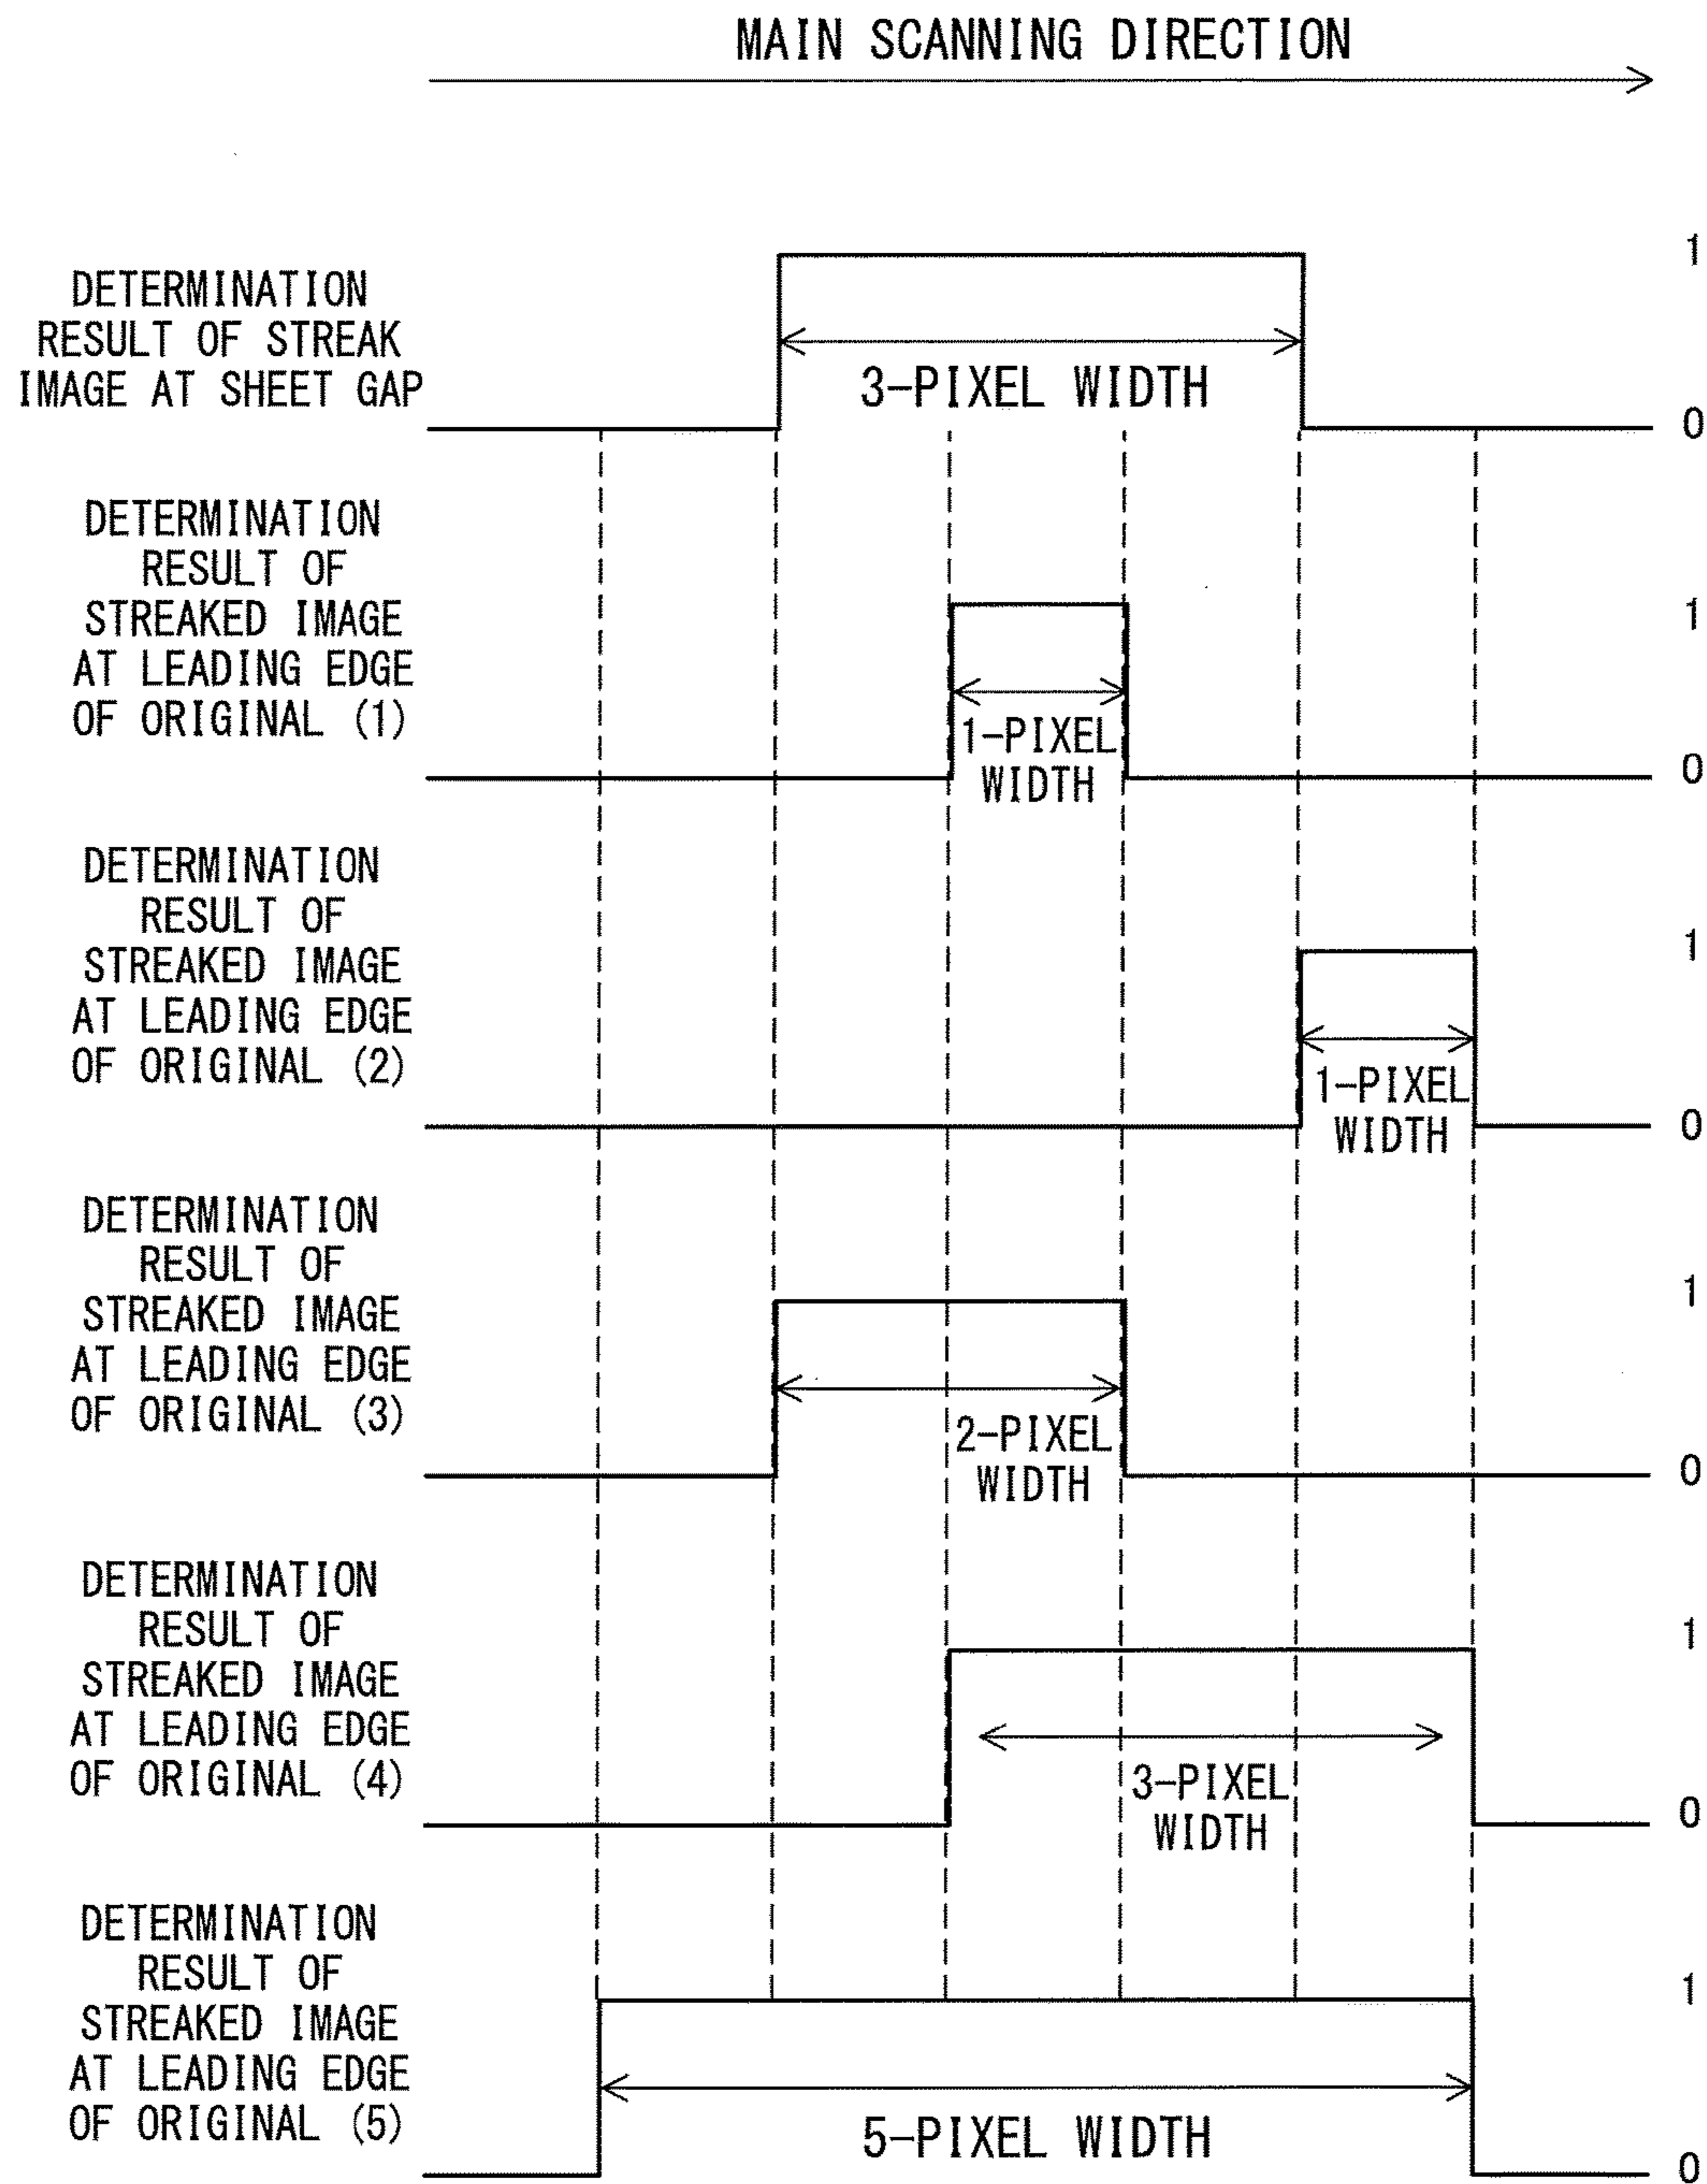 MAIN SCANNING DIRECTION
1
DETERMINATION
RESULT OF STREAK
IMAGE AT SHEET GAP
3-PIXEL WIDTH
0
DETERMINATION
RESULT OF
STREAKED IMAGE
AT LEADING EDGE
OF ORIGINAL (1)
1
1-PIXEL
WIDTH
0
DETERMINATION
RESULT OF
STREAKED IMAGE
AT LEADING EDGE
OF ORIGINAL (2)
1
1-PIXEL
WIDTH
0
DETERMINATION
RESULT OF
STREAKED IMAGE
AT LEADING EDGE
OF ORIGINAL (3)
1
2-PIXEL
WIDTH
0
DETERMINATION
RESULT OF
STREAKED IMAGE
AT LEADING EDGE
OF ORIGINAL (4)
1
3-PIXEL
WIDTH
0
DETERMINATION
RESULT OF
STREAKED IMAGE
AT LEADING EDGE
OF ORIGINAL (5)
1
5-PIXEL WIDTH
0